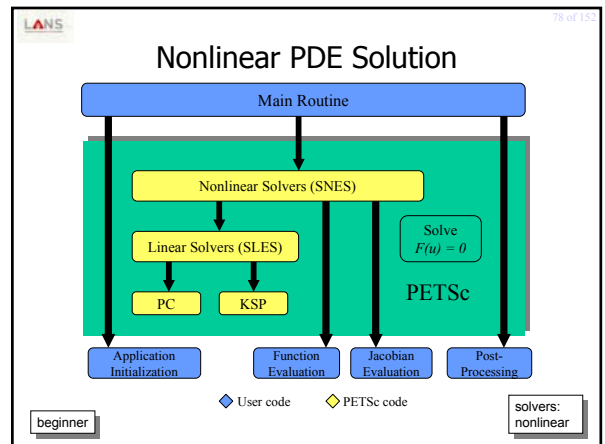 LANS
78 of 152
Nonlinear PDE Solution
Main Routine
Nonlinear Solvers (SNES)
Linear Solvers (SLES)
PC
KSP
Solve
F(u) = 0
PETSc
Application
Initialization
Function
Evaluation
Jacobian
Evaluation
Post-
Processing
User code
PETSc code
beginner
solvers:
nonlinear